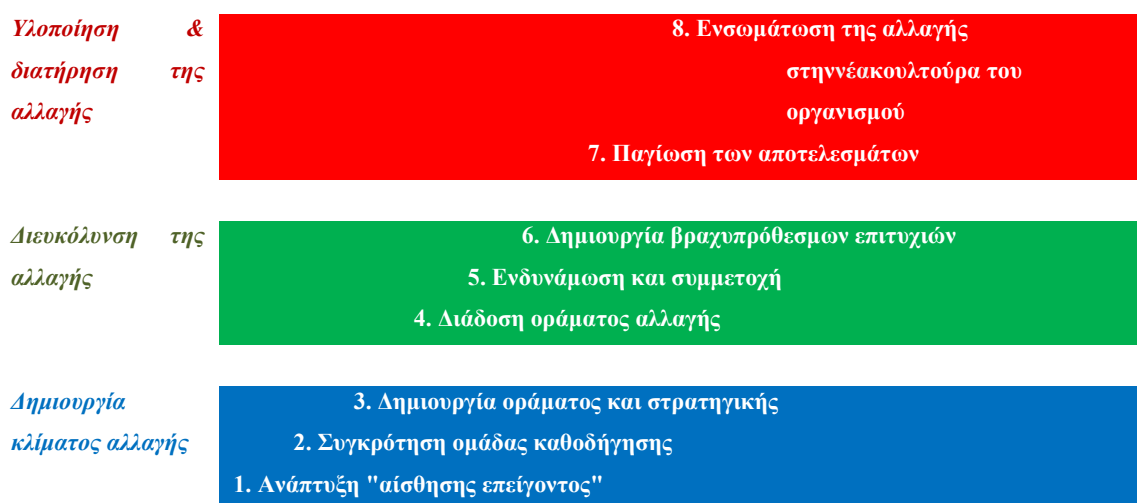 Υλοποίηση &
διατήρηση της
αλλαγής
8. Ενσωμάτωση της αλλαγής
στηννέακουλτούρα του
οργανισμού
7. Παγίωση των αποτελεσμάτων
Διευκόλυνση της
αλλαγής
6. Δημιουργία βραχυπρόθεσμων επιτυχιών
5. Ενδυνάμωση και συμμετοχή
4. Διάδοση οράματος αλλαγής
Δημιουργία
κλίματος αλλαγής
3. Δημιουργία οράματος και στρατηγικής
2. Συγκρότηση ομάδας καθοδήγησης
1. Ανάπτυξη "αίσθησης επείγοντος"